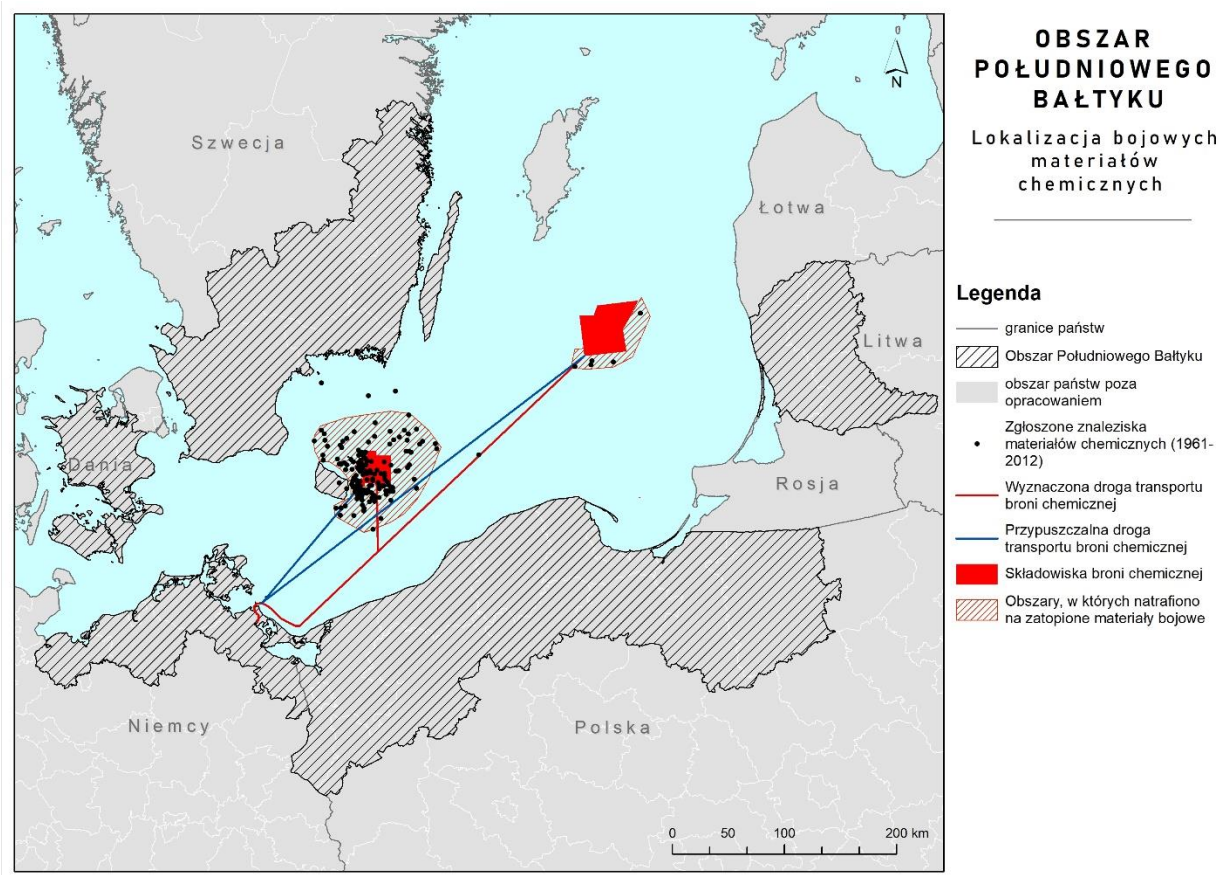 OBSZAR
POŁUDNIOWEGO
BAŁTYKU
Lokalizacja bojowych
materiałów
chemicznych
Legenda
granice państw
Obszar Południowego Bałtyku
obszar państw poza
opracowaniem
Zgłoszone znaleziska
materiałów chemicznych (1961-
2012)
Wyznaczona droga transportu
broni chemicznej
Przypuszczalna droga
transportu broni chemicznej
Składowiska broni chemicznej
Obszary, w których natrafiono
na zatopione materiały bojowe
N
Szwecja
Łotwa
Litwa
Dania
Rosja
Niemcy
Polska
0 50 100 200 km